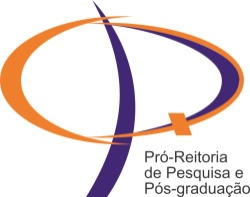 Pró-Reitoria
de Pesquisa e
Pós-graduação